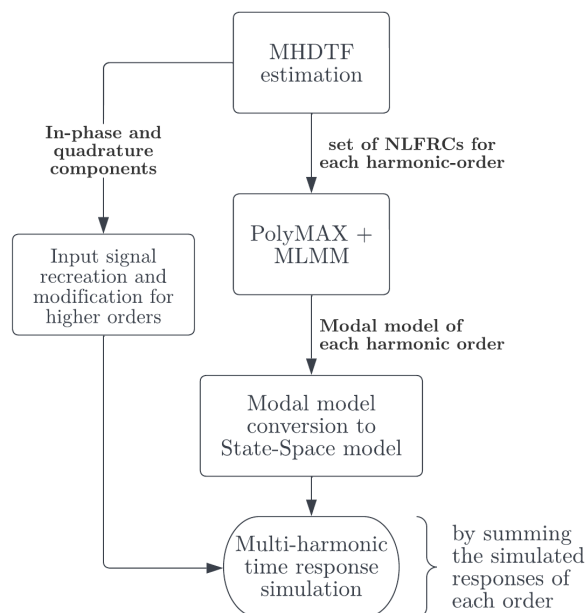 MHDTF
estimation
In-phase and
quadrature
components
set of NLFRCs for
each harmonic-order
Input signal
recreation and
modification for
higher orders
PolyMAX +
MLMM
Modal model of
each harmonic order
Modal model
conversion to
State-Space model
Multi-harmonic
time response
simulation
by summing
the simulated
responses of
each order